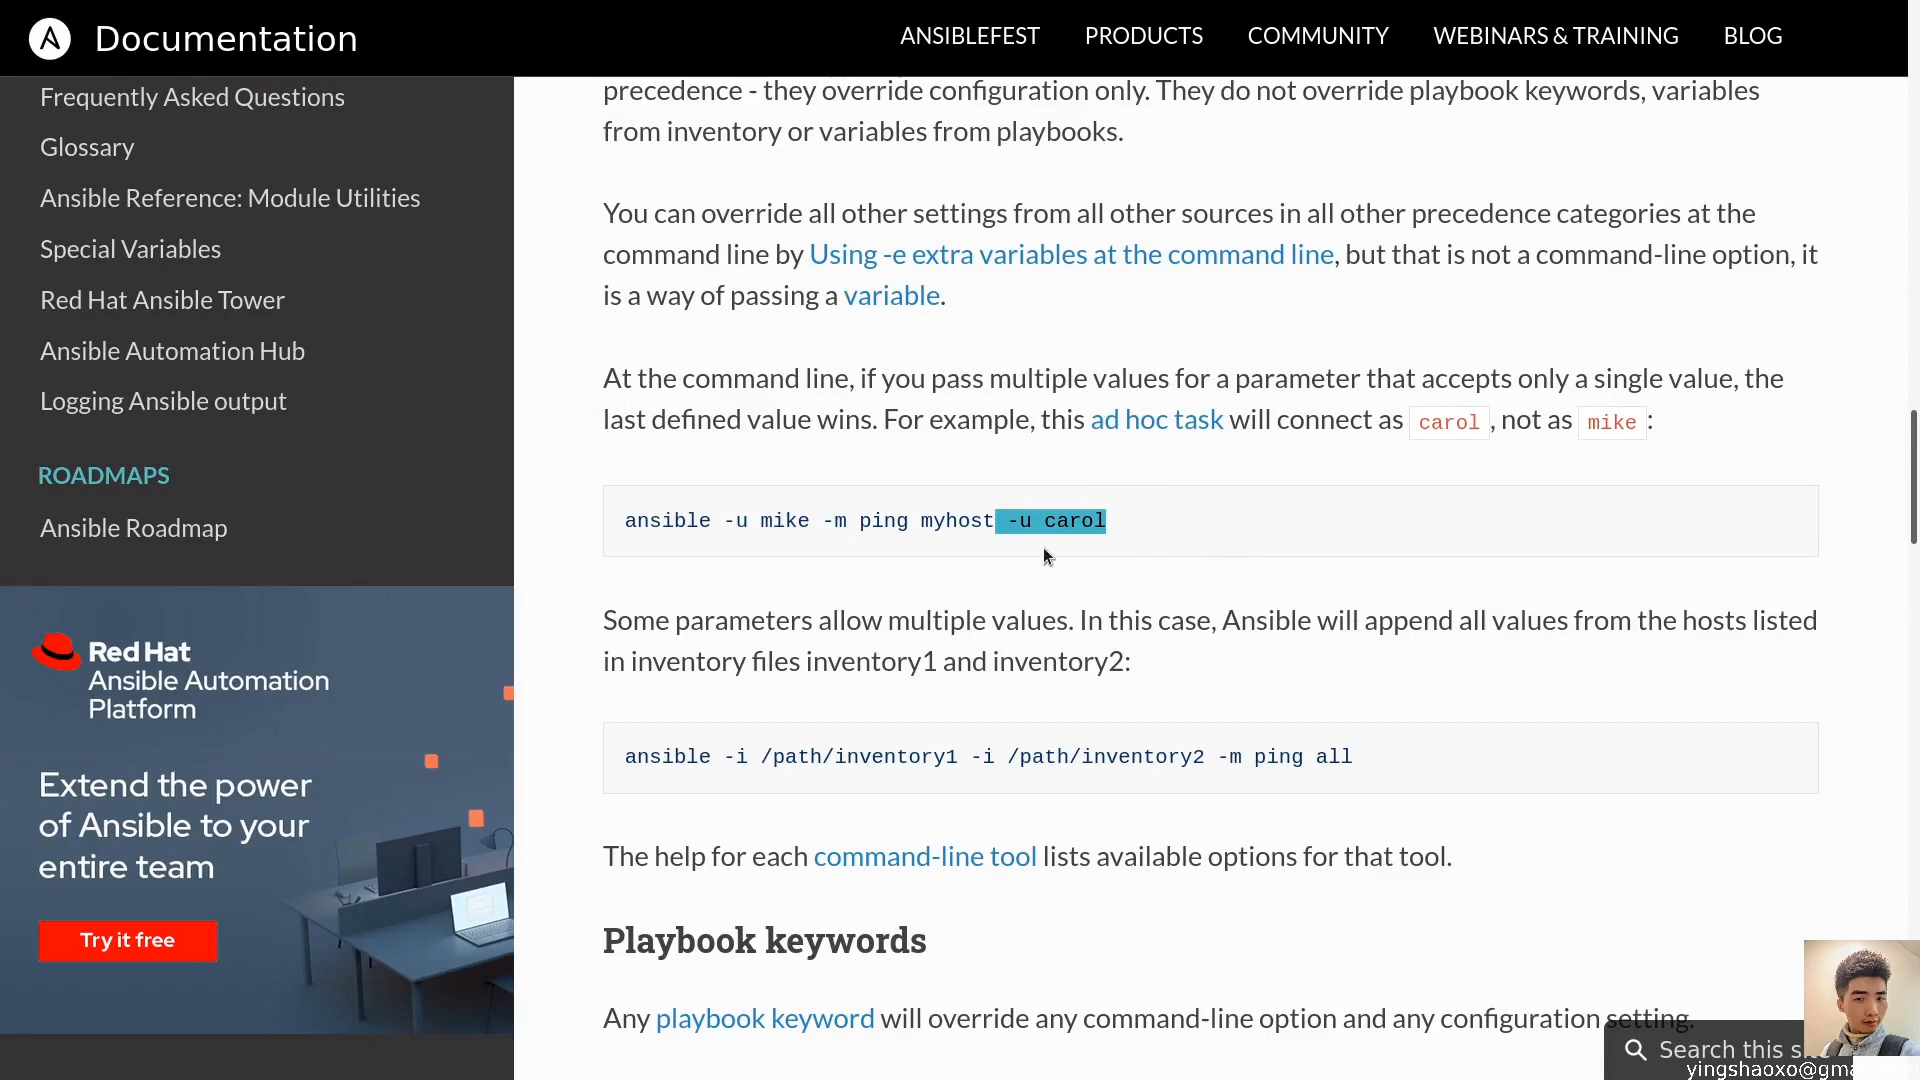 Documentation
ANSIBLEFEST
PRODUCTS
COMMUNITY
WEBINARS & TRAINING
BLOG
Frequently Asked Questions
Glossary
Ansible Reference: Module Utilities
Special Variables
Red Hat Ansible Tower
Ansible Automation Hub
Logging Ansible output
ROADMAPS
Ansible Roadmap
Red Hat
Ansible Automation
Platform
Extend the power
of Ansible to your
entire team
Try it free
precedence - they override configuration only. They do not override playbook keywords, variables
from inventory or variables from playbooks.
You can override all other settings from all other sources in all other precedence categories at the
command line by Using -e extra variables at the command line, but that is not a command-line option, it
is a way of passing a variable.
At the command line, if you pass multiple values for a parameter that accepts only a single value, the
last defined value wins. For example, this ad hoc task will connect as carol, not as mike:
ansible -u mike -m ping myhost -u carol
Some parameters allow multiple values. In this case, Ansible will append all values from the hosts listed
in inventory files inventory1 and inventory2:
ansible -i /path/inventory1 -i /path/inventory2 -m ping all
The help for each command-line tool lists available options for that tool.
Playbook keywords
Any playbook keyword will override any command-line option and any configuration setting.
Search this